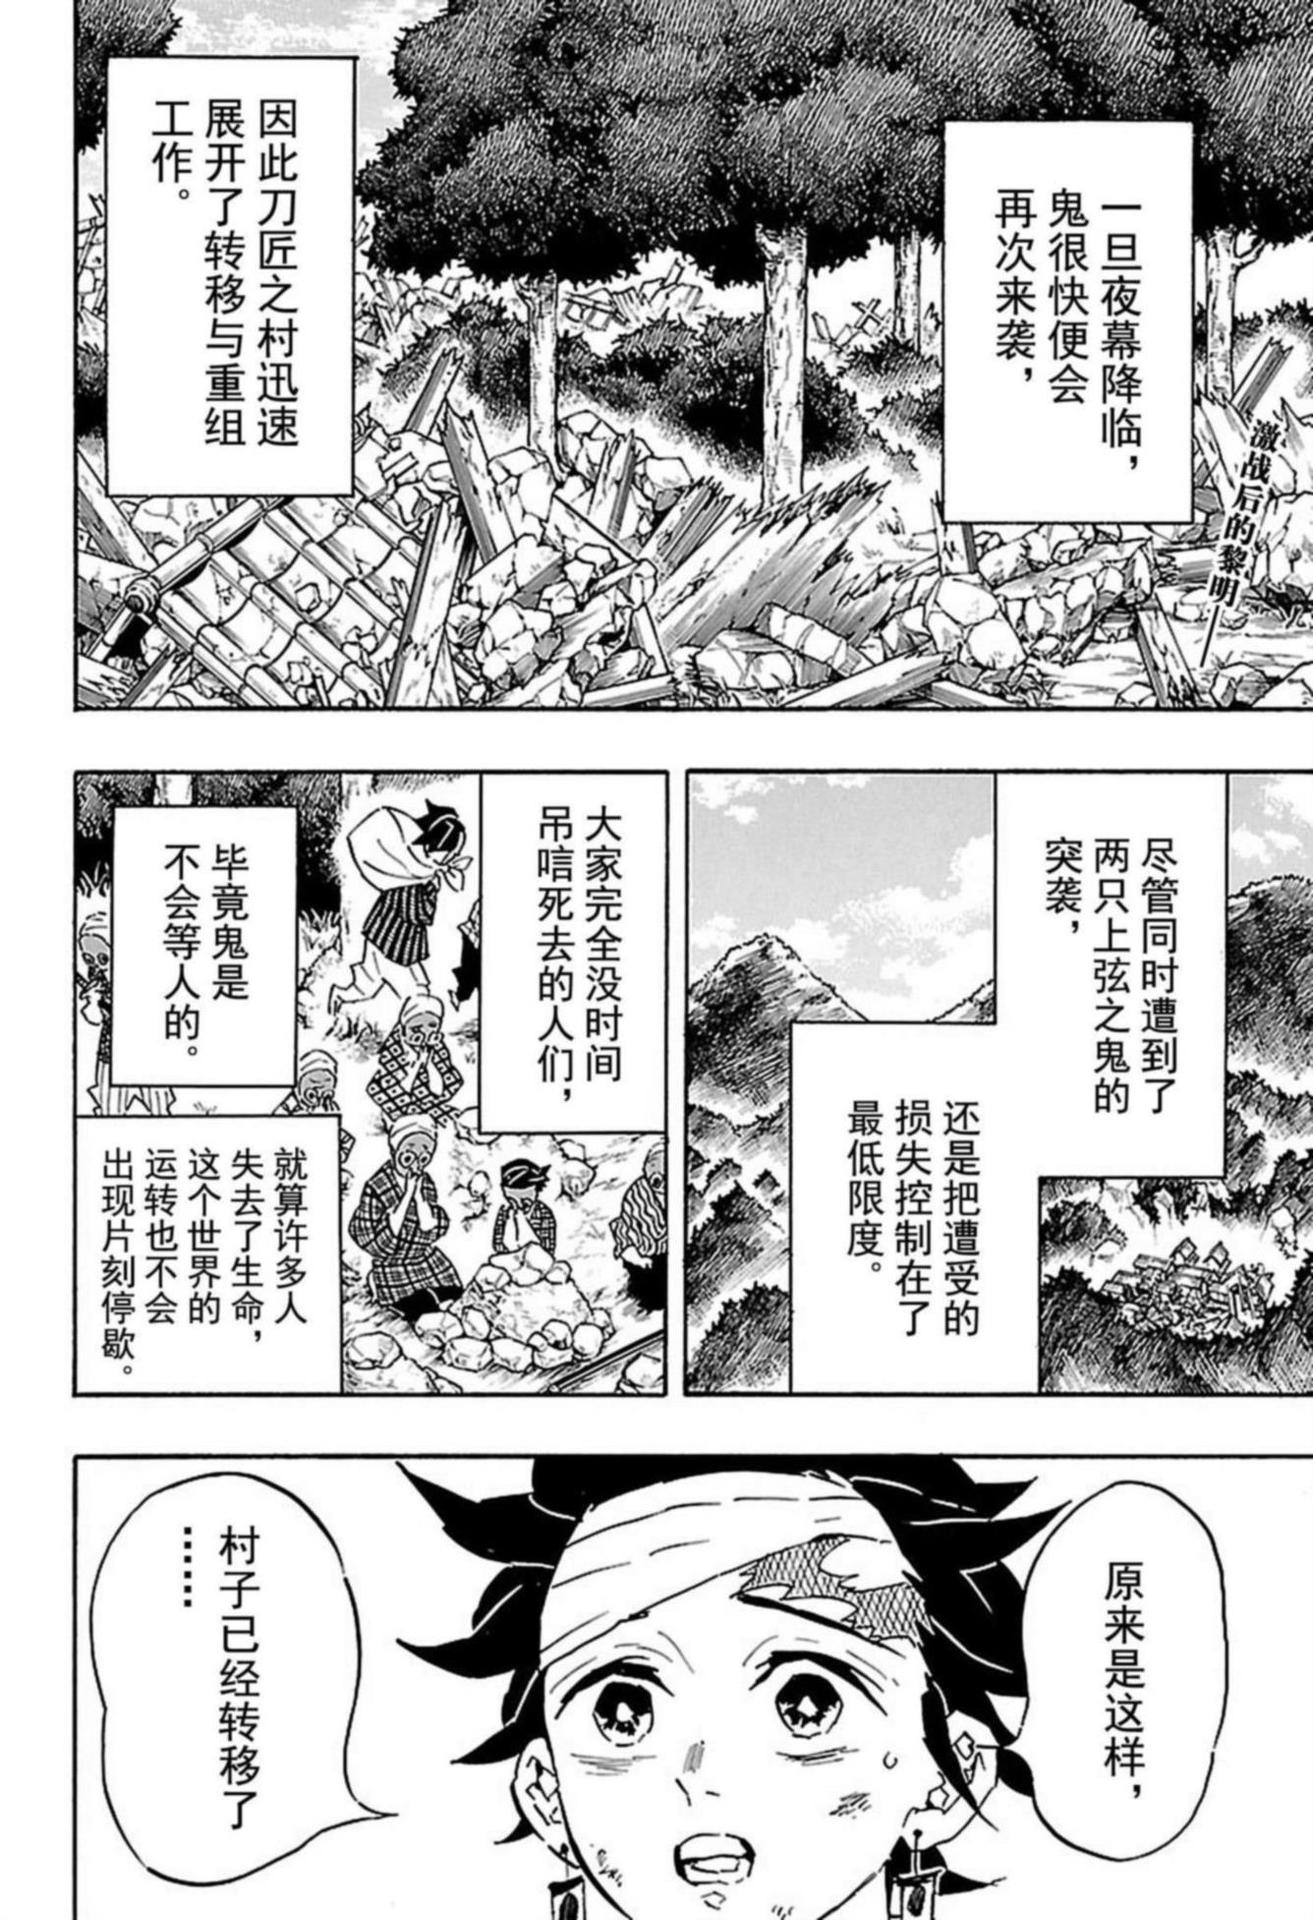 激战后的黎明——
一旦夜幕降临，
鬼很快便会
再次来袭，
因此刀匠之村迅速
展开了转移与重组
工作。
尽管同时遭到了
两只上弦之鬼的
突袭，
还是把遭受的
损失控制在了
最低限度。
大家完全没时间
吊唁死去的人们，
毕竟鬼是
不会等人的。
就算许多人
失去了生命，
这个世界的
运转也不会
出现片刻停歇。
原来是这样，
村子已经转移了
……